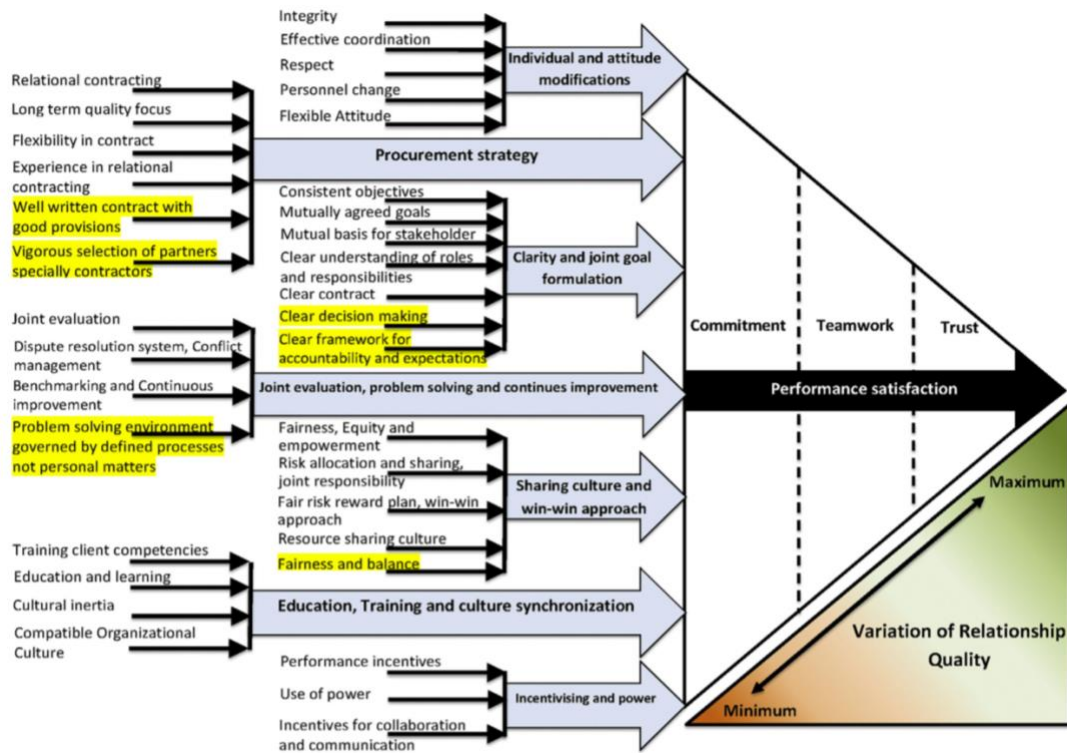 Integrity
Effective coordination
Respect
Personnel change
Flexible Attitude
Individual and attitude
modifications
Relational contracting
Long term quality focus
Flexibility in contract
Experience in relational
contracting
Well written contract with
good provisions
Vigorous selection of partners
specially contractors
Procurement strategy
Consistent objectives
Mutually agreed goals
Mutual basis for stakeholder
Clear understanding of roles
and responsibilities
Clear contract
Clear decision making
Clear framework for
accountability and expectations
Clarity and joint goal
formulation
Joint evaluation
Dispute resolution system, Conflict
management
Benchmarking and Continuous
improvement
Problem solving environment
governed by defined processes
not personal matters
Joint evaluation, problem solving and continues improvement
Fairness, Equity and
empowerment
Risk allocation and sharing,
joint responsibility
Fair risk reward plan, win-win
approach
Resource sharing culture
Fairness and balance
Sharing culture and
win-win approach
Training client competencies
Education and learning
Cultural inertia
Compatible Organizational
Culture
Education, Training and culture synchronization
Performance incentives
Use of power
Incentives for collaboration
and communication
Incentivising and power
Commitment
Teamwork
Trust
Performance satisfaction
Maximum
Variation of Relationship
Quality
Minimum